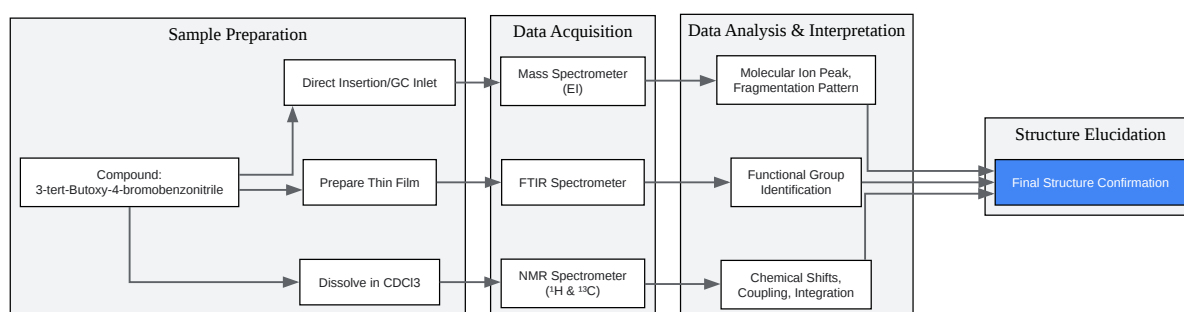 Sample Preparation
Data Acquisition
Data Analysis & Interpretation
Direct Insertion/GC Inlet
Mass Spectrometer
(EI)
Molecular Ion Peak,
Fragmentation Pattern
Structure Elucidation
Compound:
3-tert-Butoxy-4-bromobenzonitrile
Prepare Thin Film
FTIR Spectrometer
Functional Group
Identification
Final Structure Confirmation
Dissolve in CDCl3
NMR Spectrometer
(¹H & ¹³C)
Chemical Shifts,
Coupling, Integration